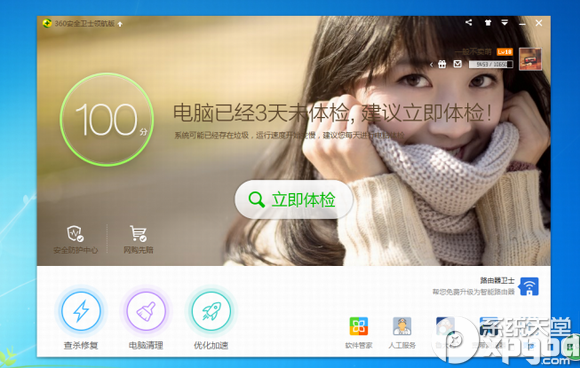 360安全卫士领航版
Lv.10
100分
电脑已经3天未体检，建议立即体检！
系统可能已经存在垃圾，运行速度开始变慢，建议您每天进行电脑体检
立即体检
安全防护中心
网购先赔
路由器卫士
帮您免费升级为智能路由器
查杀修复
电脑清理
优化加速
软件管家
人工服务
系统天堂